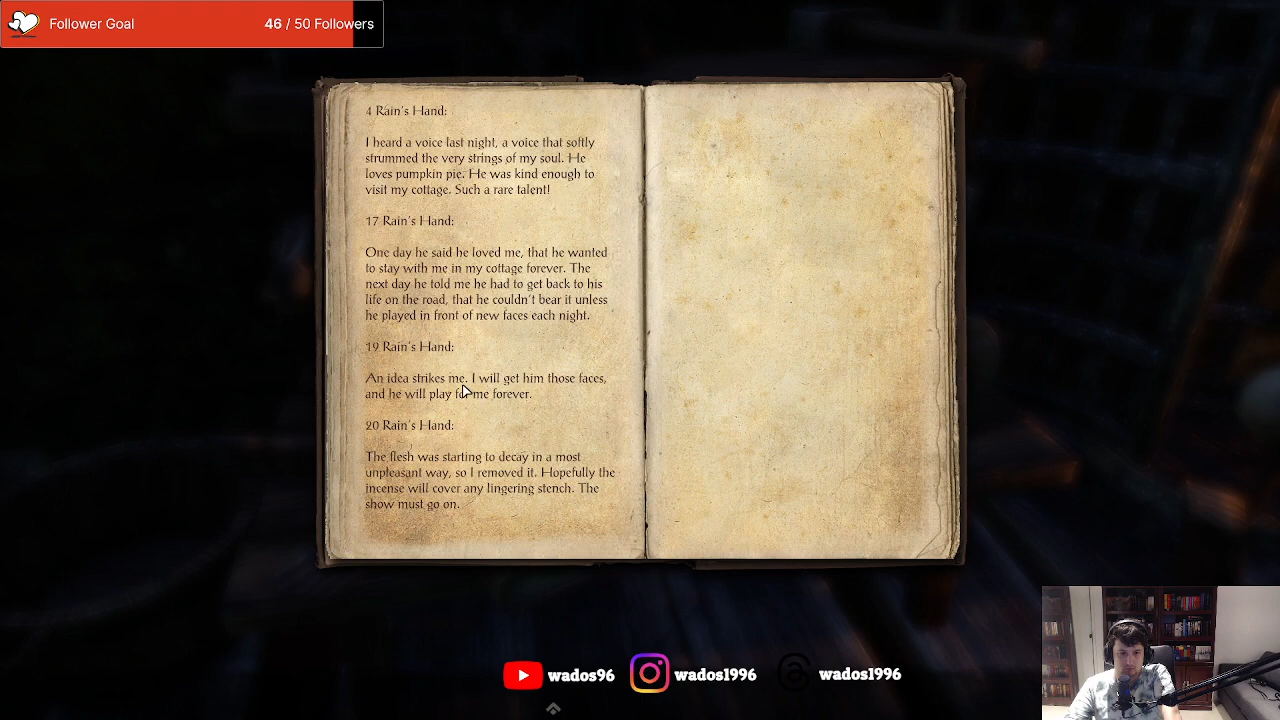 Follower Goal
46 / 50 Followers
4 Rain's Hand:
I heard a voice last night, a voice that softly
strummed the very strings of my soul. He
loves pumpkin pie. He was kind enough to
visit my cottage. Such a rare talent!
17 Rain's Hand:
One day he said he loved me, that he wanted
to stay with me in my cottage forever. The
next day he told me he had to get back to his
life on the road, that he couldn't bear it unless
he played in front of new faces each night.
19 Rain's Hand:
An idea strikes me. I will get him those faces,
and he will play for me forever.
20 Rain's Hand:
The flesh was starting to decay in a most
unpleasant way, so I removed it. Hopefully the
incense will cover any lingering stench. The
show must go on.
wados96
wados1996
wados1996